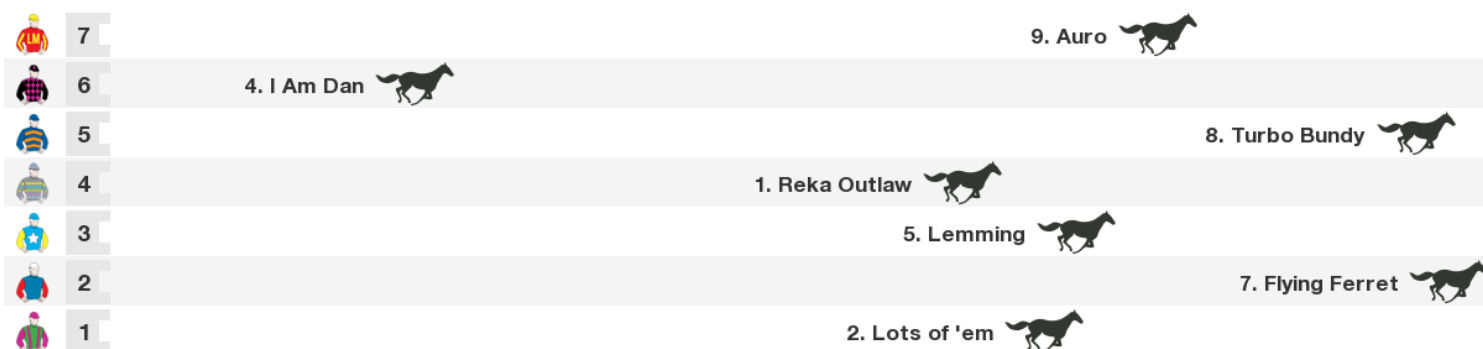 LM 7 9. Auro
6 4. I Am Dan
5 8. Turbo Bundy
4 1. Reka Outlaw
3 5. Lemming
2 7. Flying Ferret
1 2. Lots of 'em